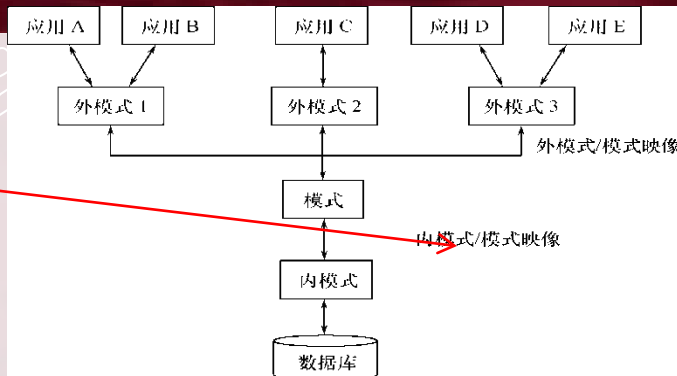 应用 A 应用 B 应用 C 应用 D 应用 E
外模式 1 外模式 2 外模式 3
外模式/模式映像
模式
内模式/模式映像
内模式
数据库